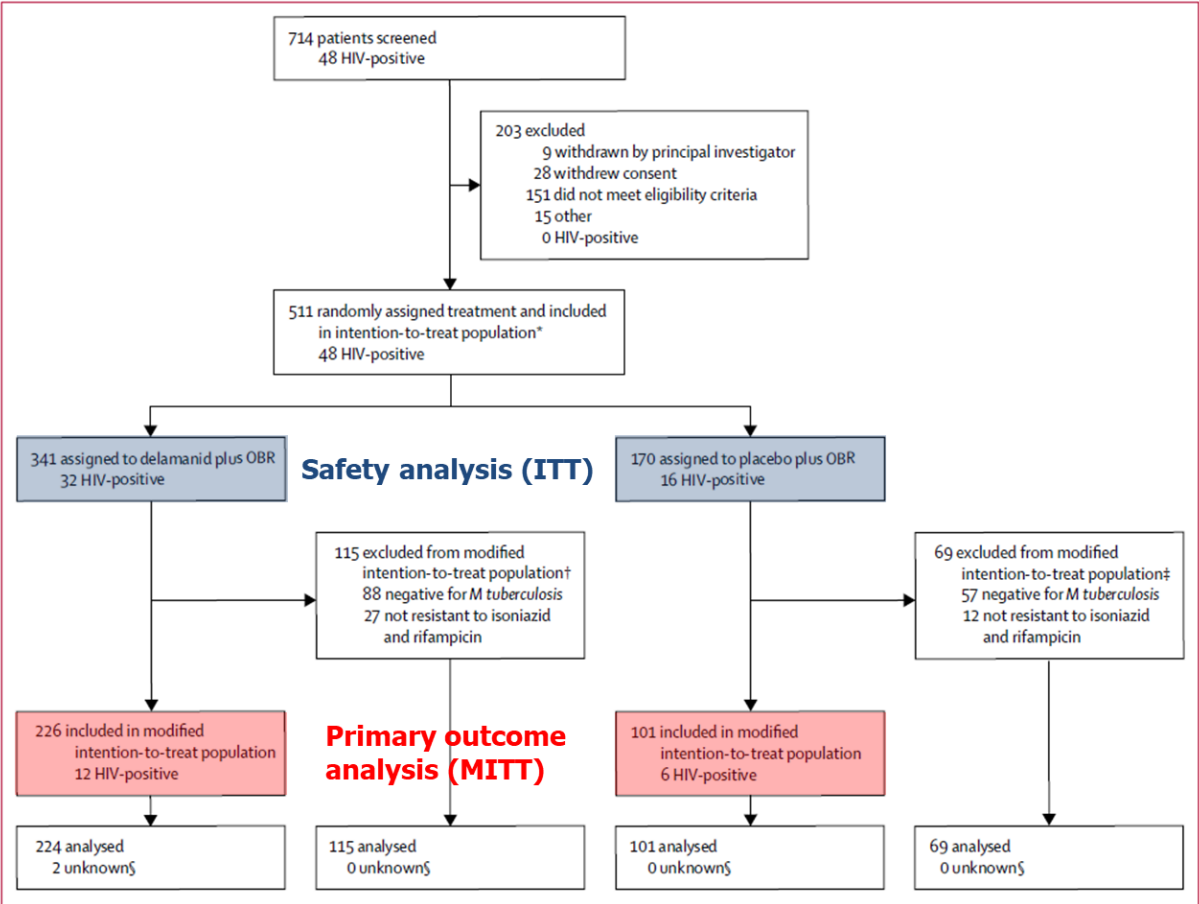 714 patients screened
48 HIV-positive
203 excluded
9 withdrawn by principal investigator
28 withdrew consent
151 did not meet eligibility criteria
15 other
0 HIV-positive
511 randomly assigned treatment and included
in intention-to-treat population*
48 HIV-positive
341 assigned to delamanid plus OBR
32 HIV-positive
Safety analysis (ITT)
170 assigned to placebo plus OBR
16 HIV-positive
115 excluded from modified
intention-to-treat population†
88 negative for M tuberculosis
27 not resistant to isoniazid
and rifampicin
69 excluded from modified
intention-to-treat population‡
57 negative for M tuberculosis
12 not resistant to isoniazid
and rifampicin
226 included in modified
intention-to-treat population
12 HIV-positive
Primary outcome
analysis (MITT)
101 included in modified
intention-to-treat population
6 HIV-positive
224 analysed
2 unknown§
115 analysed
0 unknown§
101 analysed
0 unknown§
69 analysed
0 unknown§